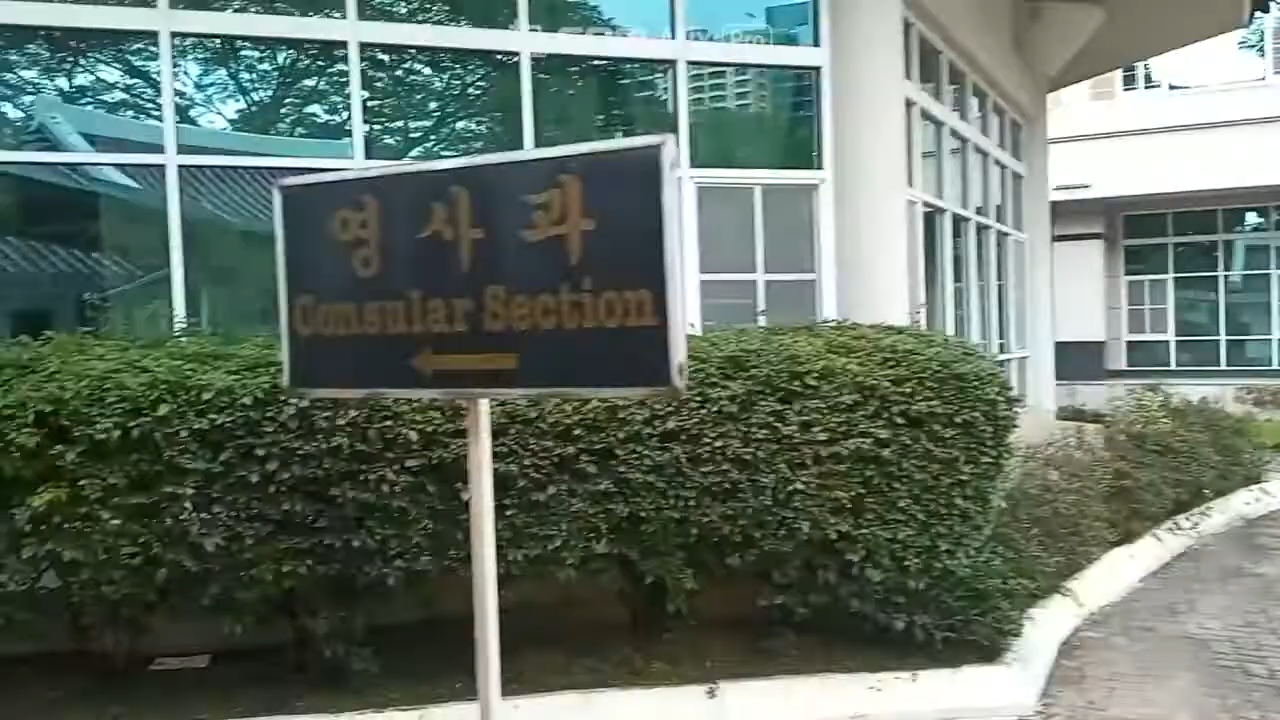 영사과
Consular Section